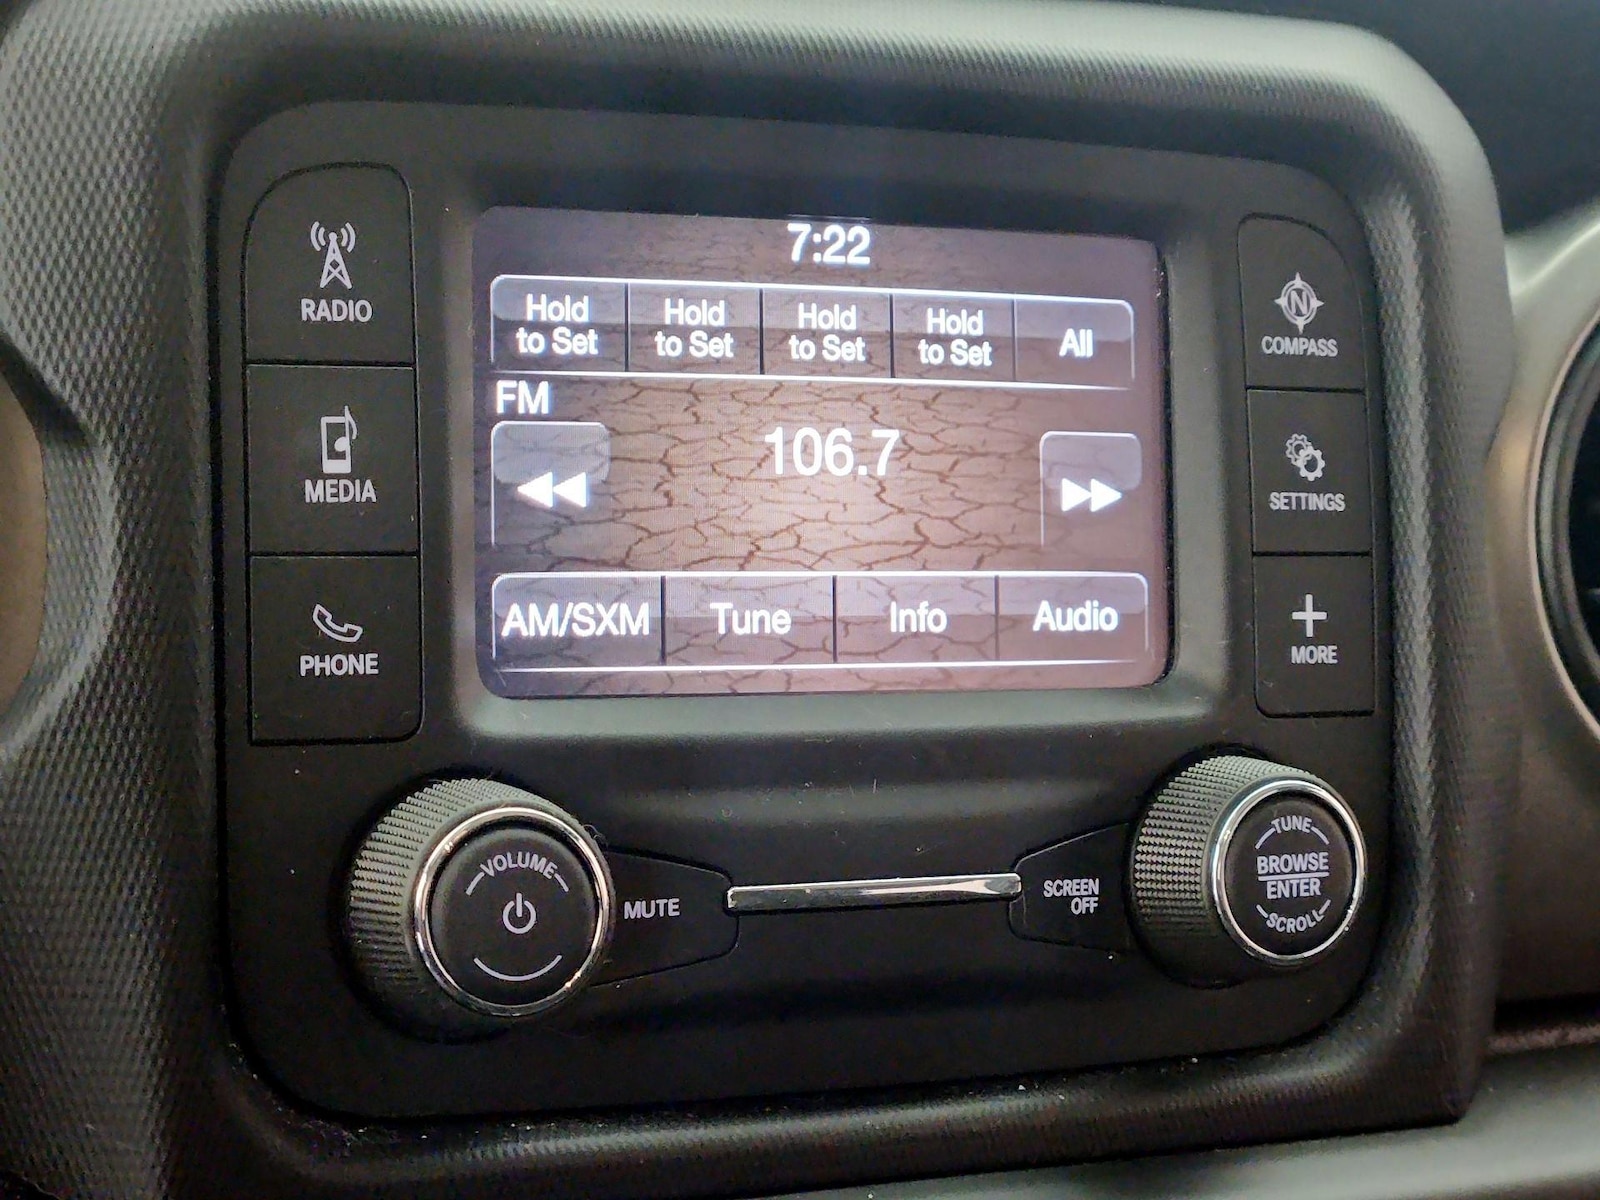 7:22
Hold
to Set
Hold
to Set
Hold
to Set
Hold
to Set
All
FM
106.7
AM/SXM
Tune
Info
Audio
RADIO
MEDIA
PHONE
N
COMPASS
SETTINGS
MORE
VOLUME
MUTE
SCREEN
OFF
TUNE
BROWSE
ENTER
SCROLL